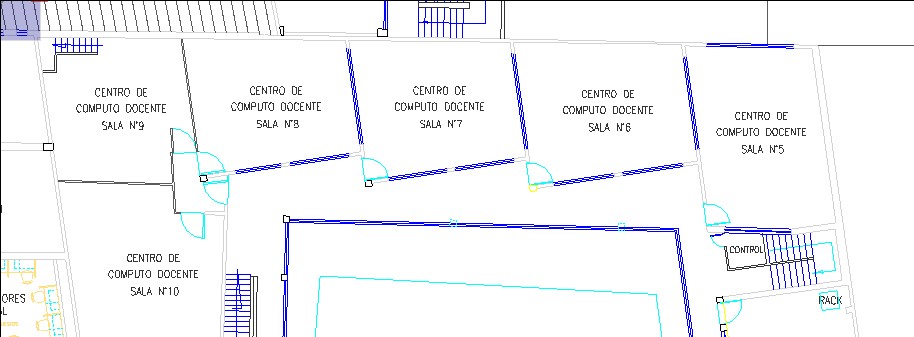 CENTRO DE
COMPUTO DOCENTE
SALA N°9
CENTRO DE
COMPUTO DOCENTE
SALA N°8
CENTRO DE
COMPUTO DOCENTE
SALA N°7
CENTRO DE
COMPUTO DOCENTE
SALA N°6
CENTRO DE
COMPUTO DOCENTE
SALA N°5
CENTRO DE
COMPUTO DOCENTE
SALA N°10
CONTROL
RACK
ORES
AL